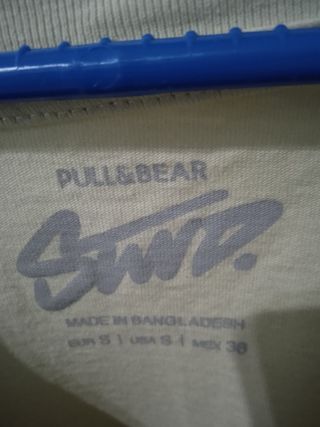 PULL&BEAR
STWD.
MADE IN BANGLADESH
EUR S | USA S | MEX 36